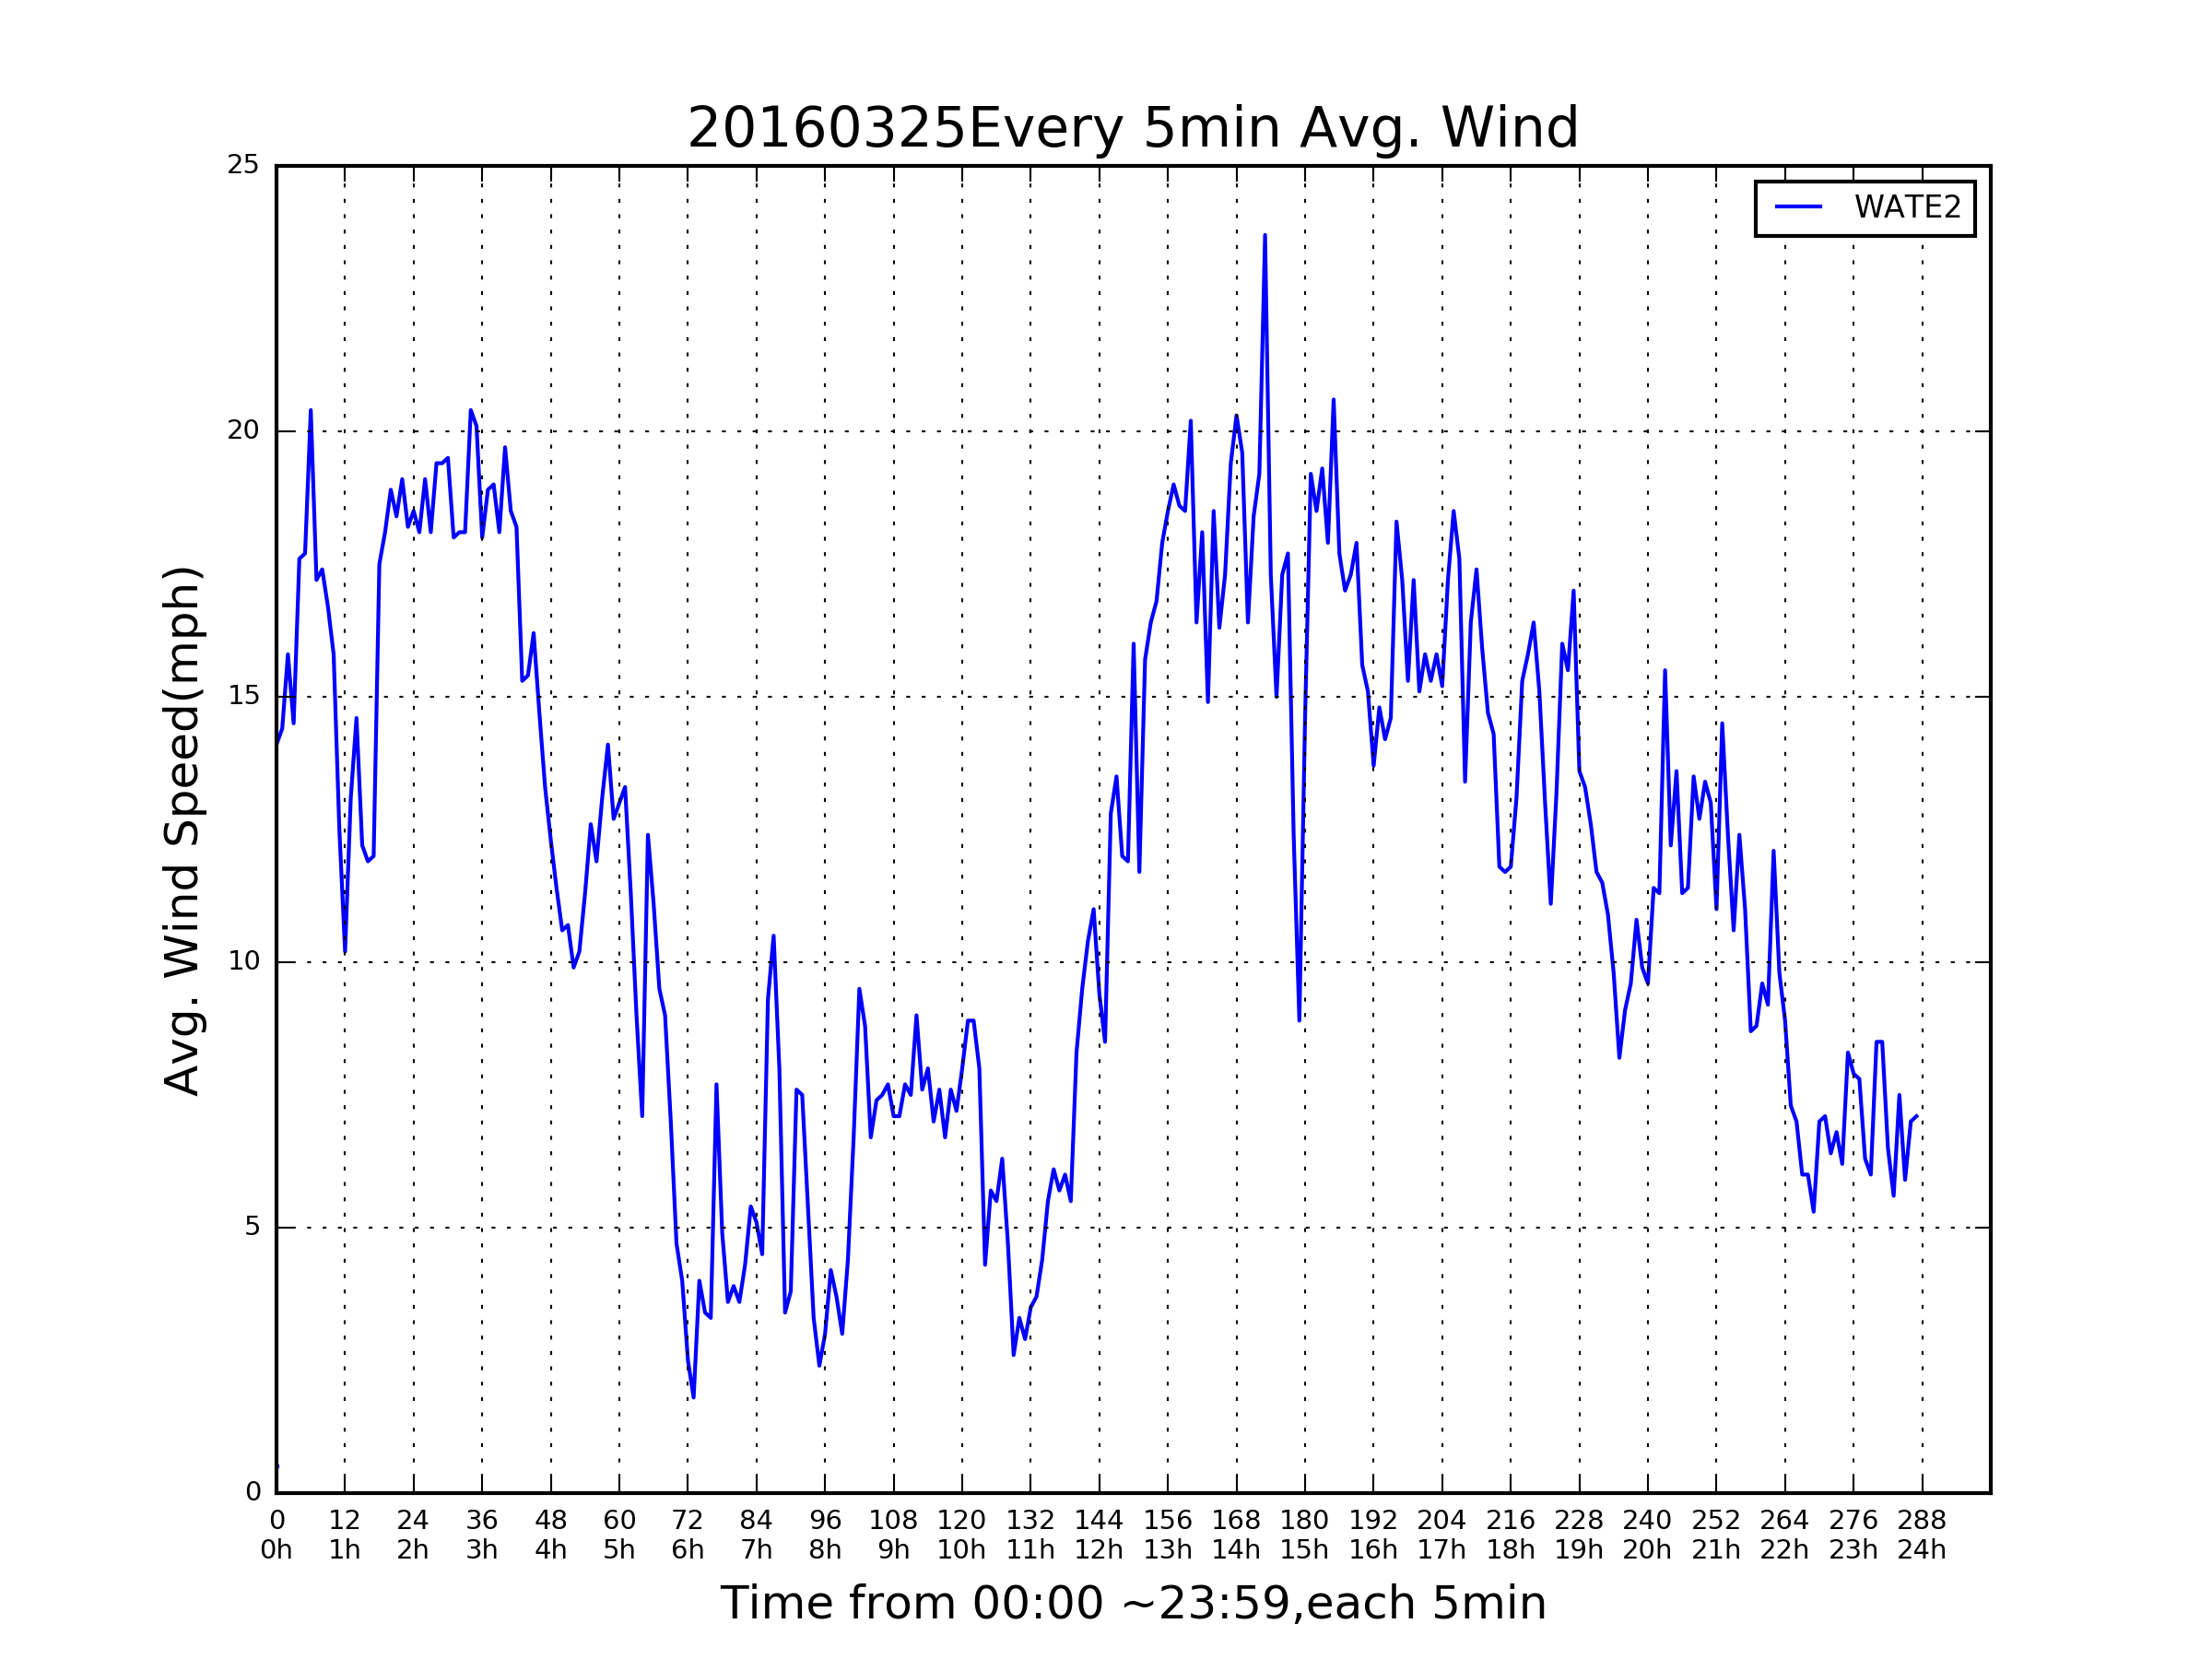 20160325Every 5min Avg. Wind
WATE2
Avg. Wind Speed(mph)
25
20
15
10
5
0
0 12 24 36 48 60 72 84 96 108 120 132 144 156 168 180 192 204 216 228 240 252 264 276 288
0h 1h 2h 3h 4h 5h 6h 7h 8h 9h 10h 11h 12h 13h 14h 15h 16h 17h 18h 19h 20h 21h 22h 23h 24h
Time from 00:00 ~23:59,each 5min